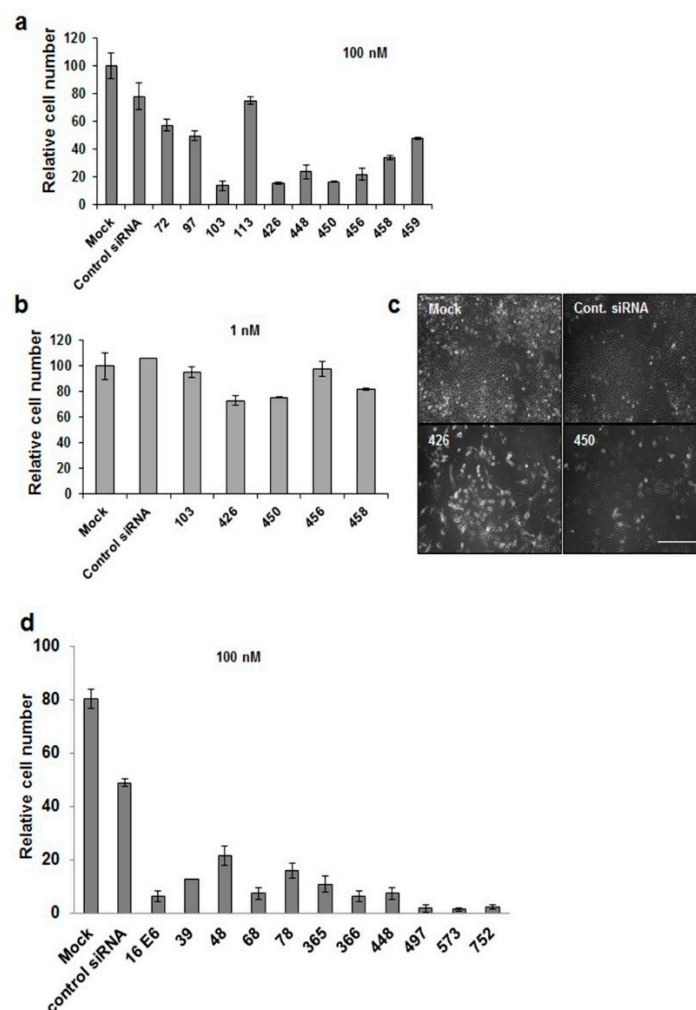 a
100 nM
Relative cell number
120
100
80
60
40
20
0
Mock
Control siRNA
72
97
103
113
426
448
450
456
458
459
b
1 nM
Relative cell number
120
100
80
60
40
20
0
Mock
Control siRNA
103
426
450
456
458
c
Mock
Cont. siRNA
426
450
d
100 nM
Relative cell number
100
80
60
40
20
0
Mock
control siRNA
16 E6
39
48
68
78
365
366
448
497
573
752